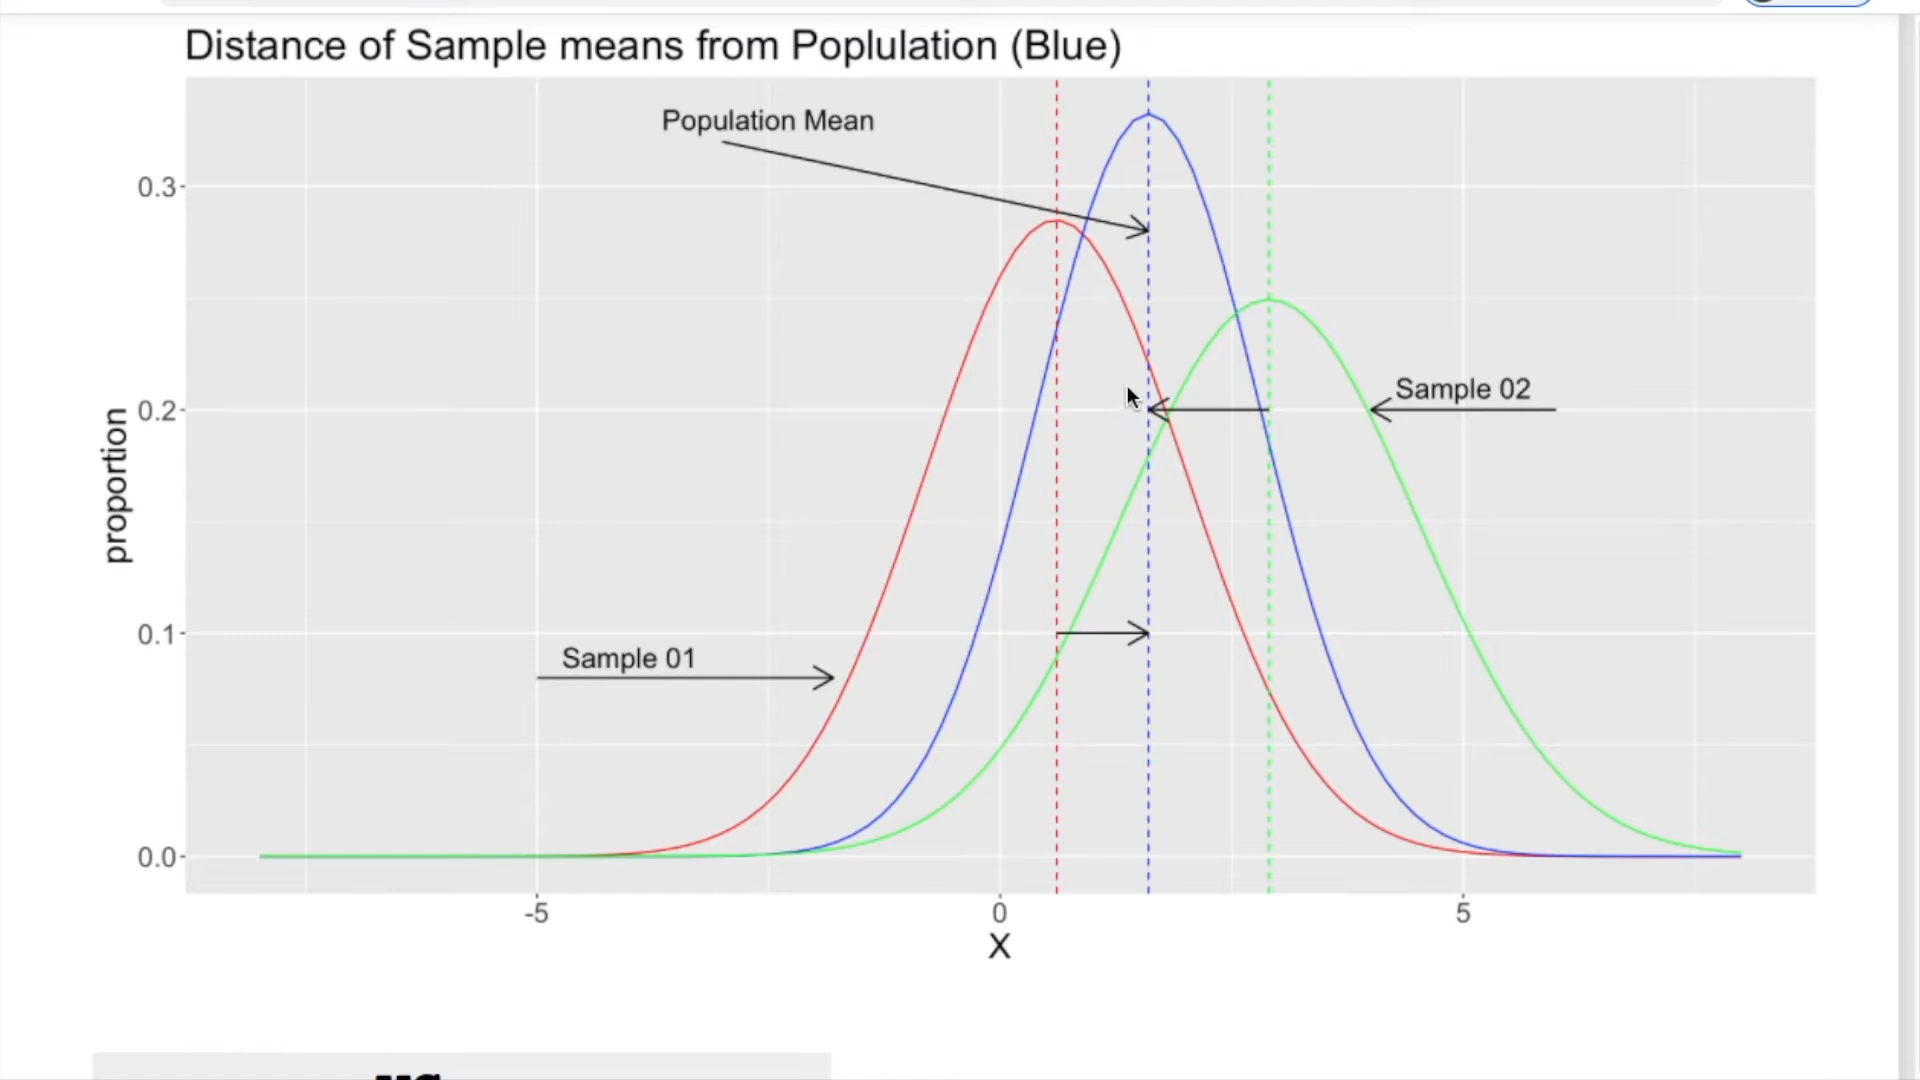 Distance of Sample means from Poplulation (Blue)
Population Mean
0.3
Sample 02
0.2
proportion
0.1
Sample 01
0.0
-5 0 5
X